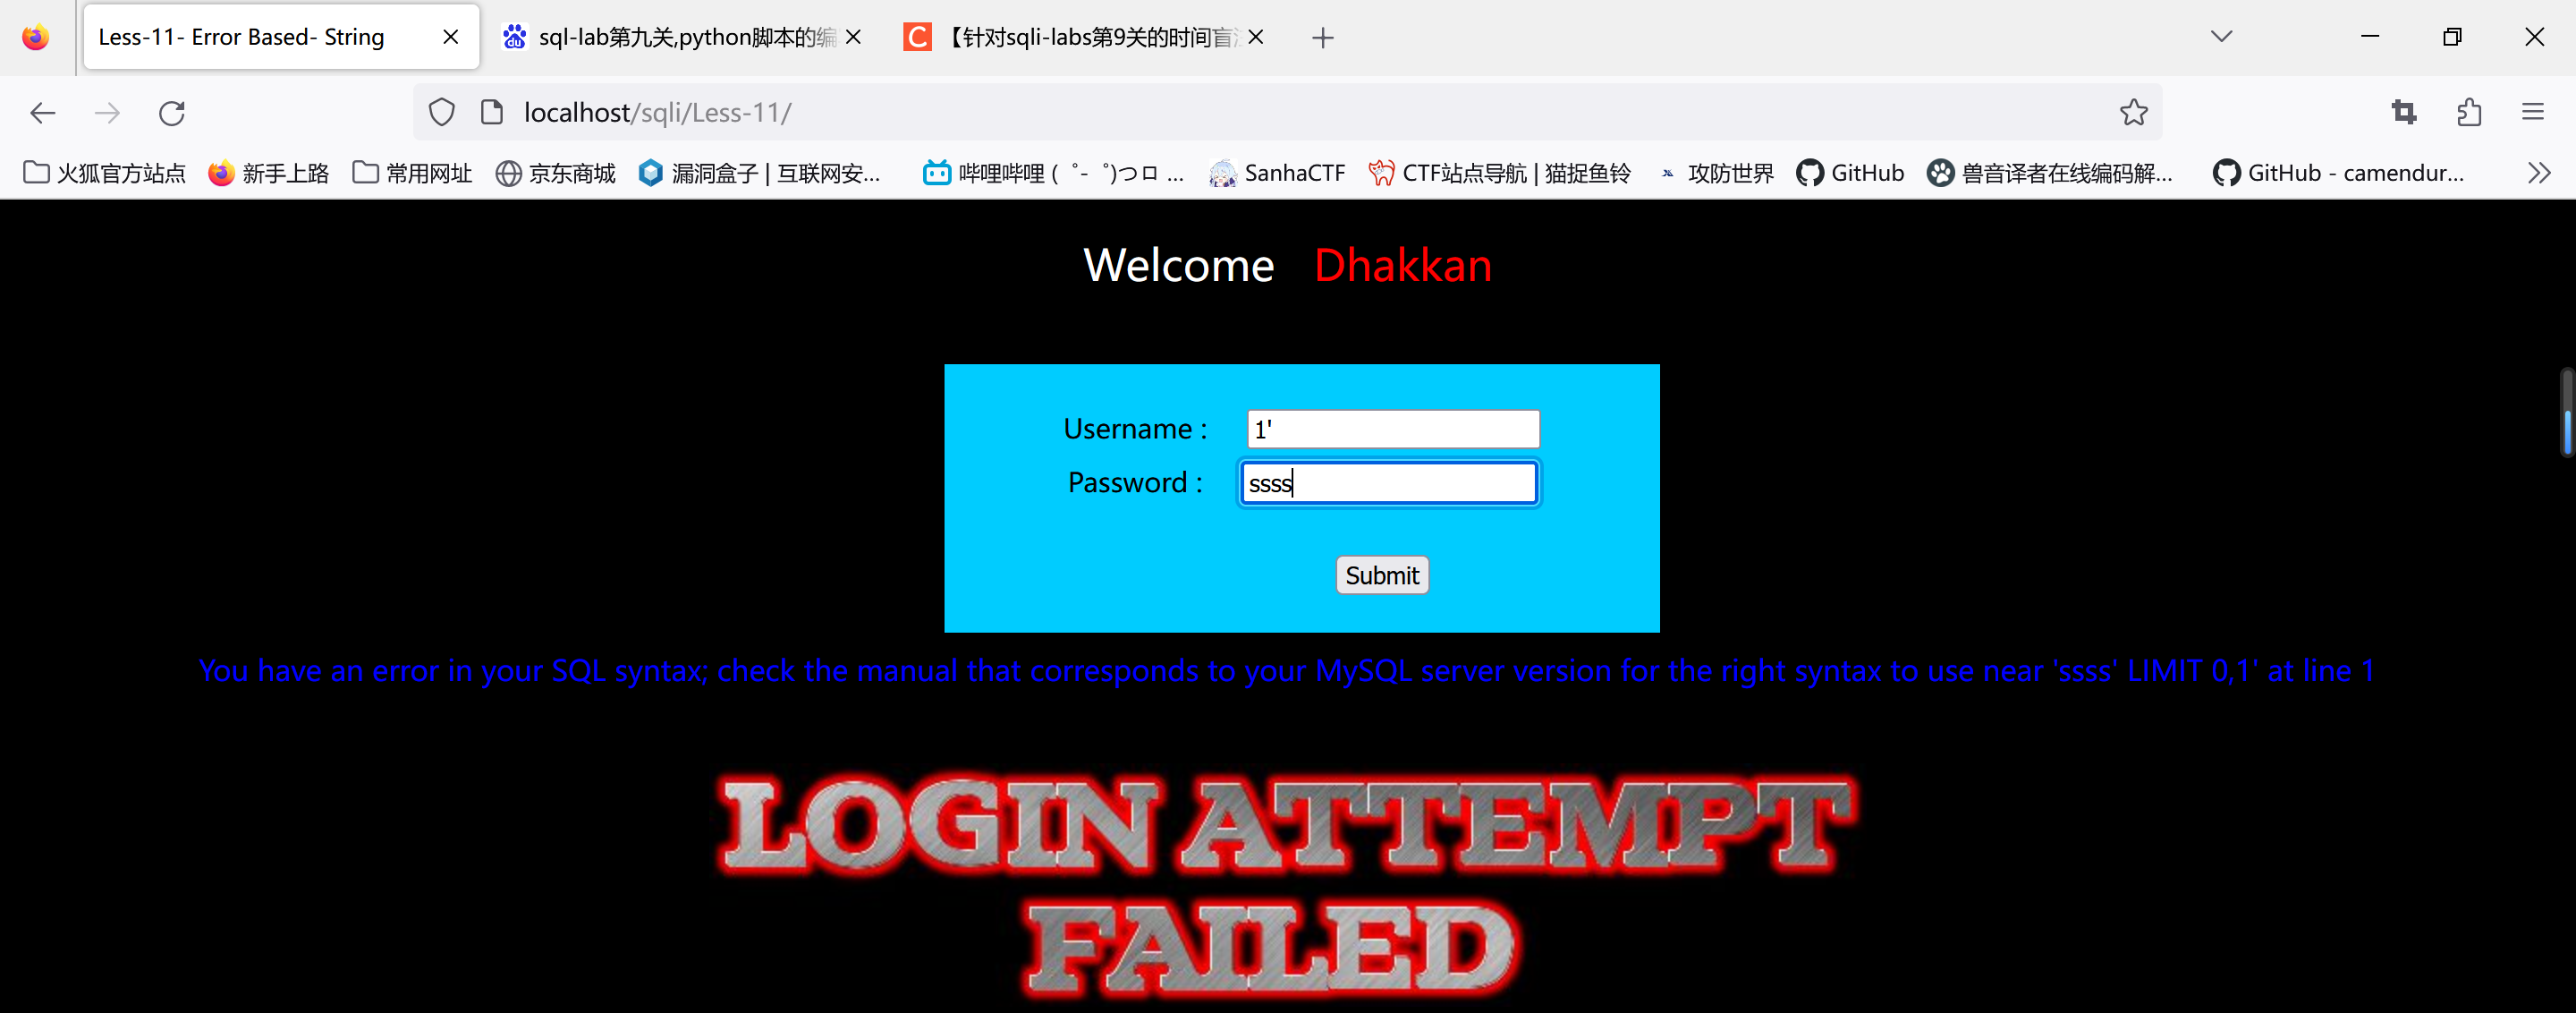 Less-11- Error Based- String
sql-lab第九关,python脚本的编
【针对sqli-labs第9关的时间盲注
localhost/sqli/Less-11/
火狐官方站点 新手上路 常用网址 京东商城 漏洞盒子 | 互联网安... 哔哩哔哩 ( ゜- ゜)つロ ... SanhaCTF CTF站点导航 | 猫捉鱼铃 攻防世界 GitHub 兽音译者在线编码解... GitHub - camendur...
Welcome Dhakkan
Username : 1'
Password : ssss
Submit
You have an error in your SQL syntax; check the manual that corresponds to your MySQL server version for the right syntax to use near 'ssss' LIMIT 0,1' at line 1
LOGIN ATTEMPT
FAILED